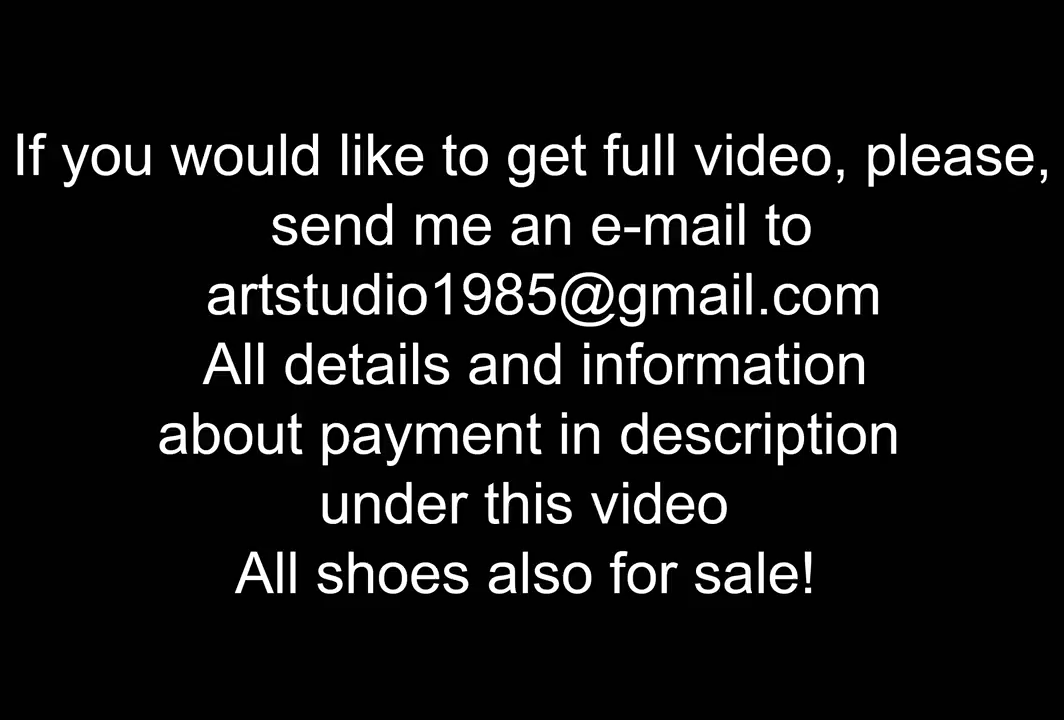 If you would like to get full video, please,
send me an e-mail to
artstudio1985@gmail.com
All details and information
about payment in description
under this video
All shoes also for sale!